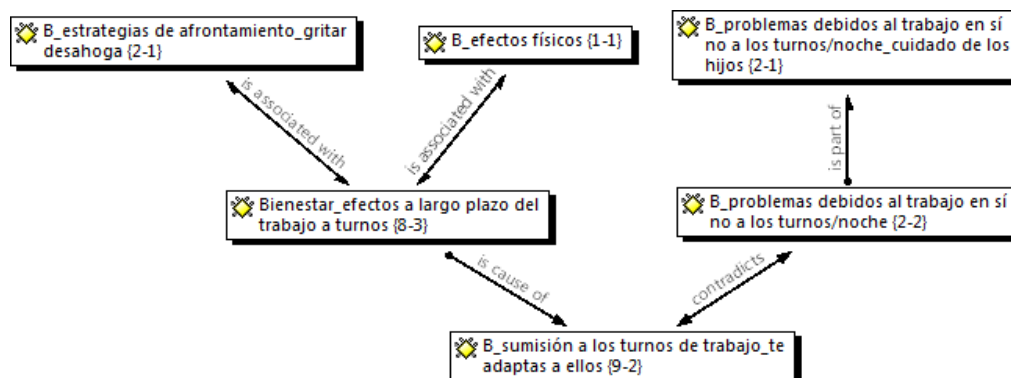 B_estrategias de afrontamiento_gritar
desahoga {2-1}
B_efectos físicos {1-1}
B_problemas debidos al trabajo en sí
no a los turnos/noche_cuidado de los
hijos {2-1}
is associated with
is associated with
is part of
Bienestar_efectos a largo plazo del
trabajo a turnos {8-3}
B_problemas debidos al trabajo en sí
no a los turnos/noche {2-2}
is cause of
contradicts
B_sumisión a los turnos de trabajo_te
adaptas a ellos {9-2}